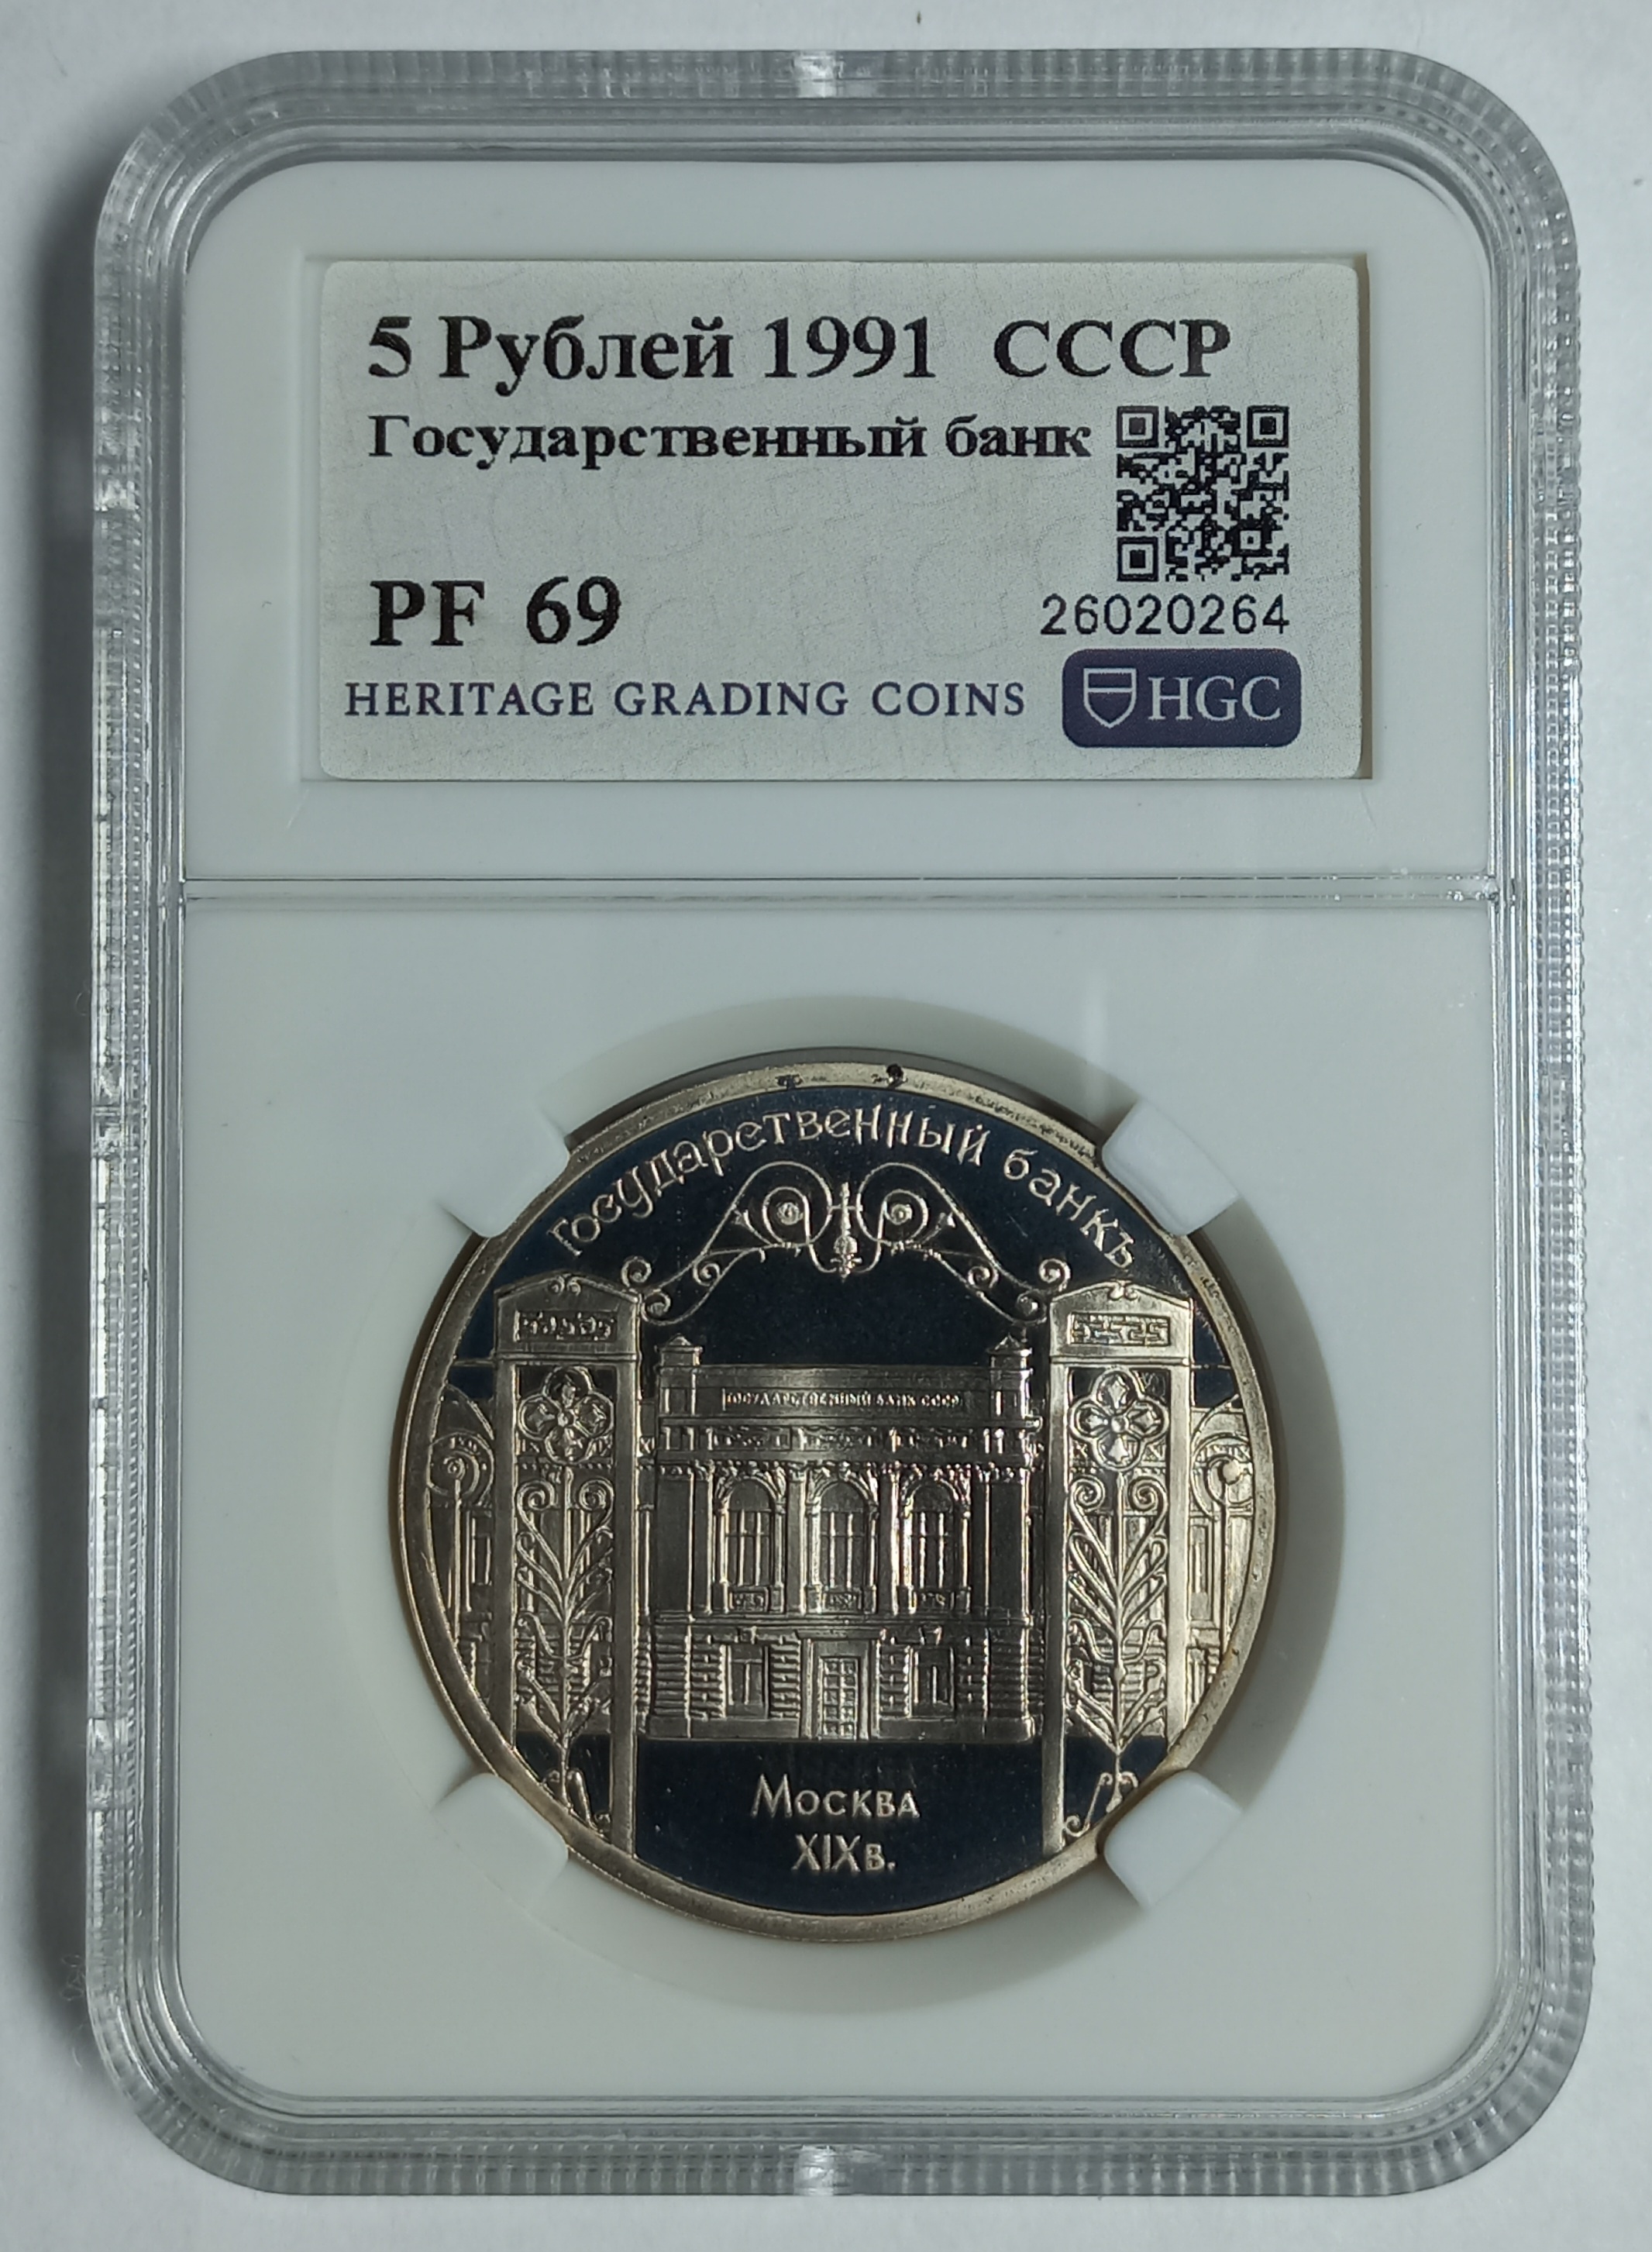 5 Рублей 1991 СССР
Государственный банк
PF 69
26020264
HERITAGE GRADING COINS
HGC
Государственный банкъ
ГОСУДАРСТВЕННЫЙ БАНК СССР
Москва
XIXв.